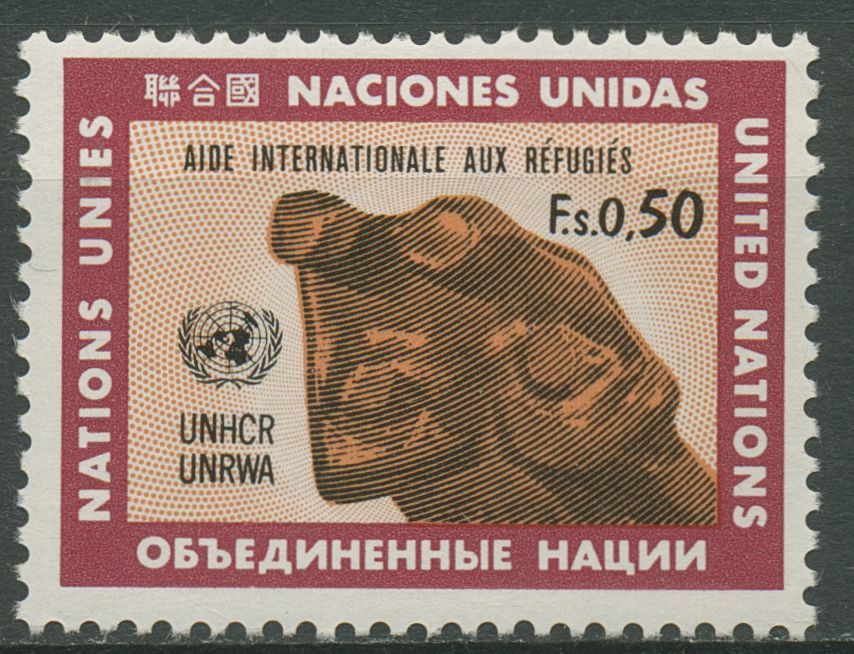 聯合國 NACIONES UNIDAS
NATIONS UNIES
UNITED NATIONS
AIDE INTERNATIONALE AUX RÉFUGIÉS
F.s.0,50
UNHCR
UNRWA
ОБЪЕДИНЕННЫЕ НАЦИИ